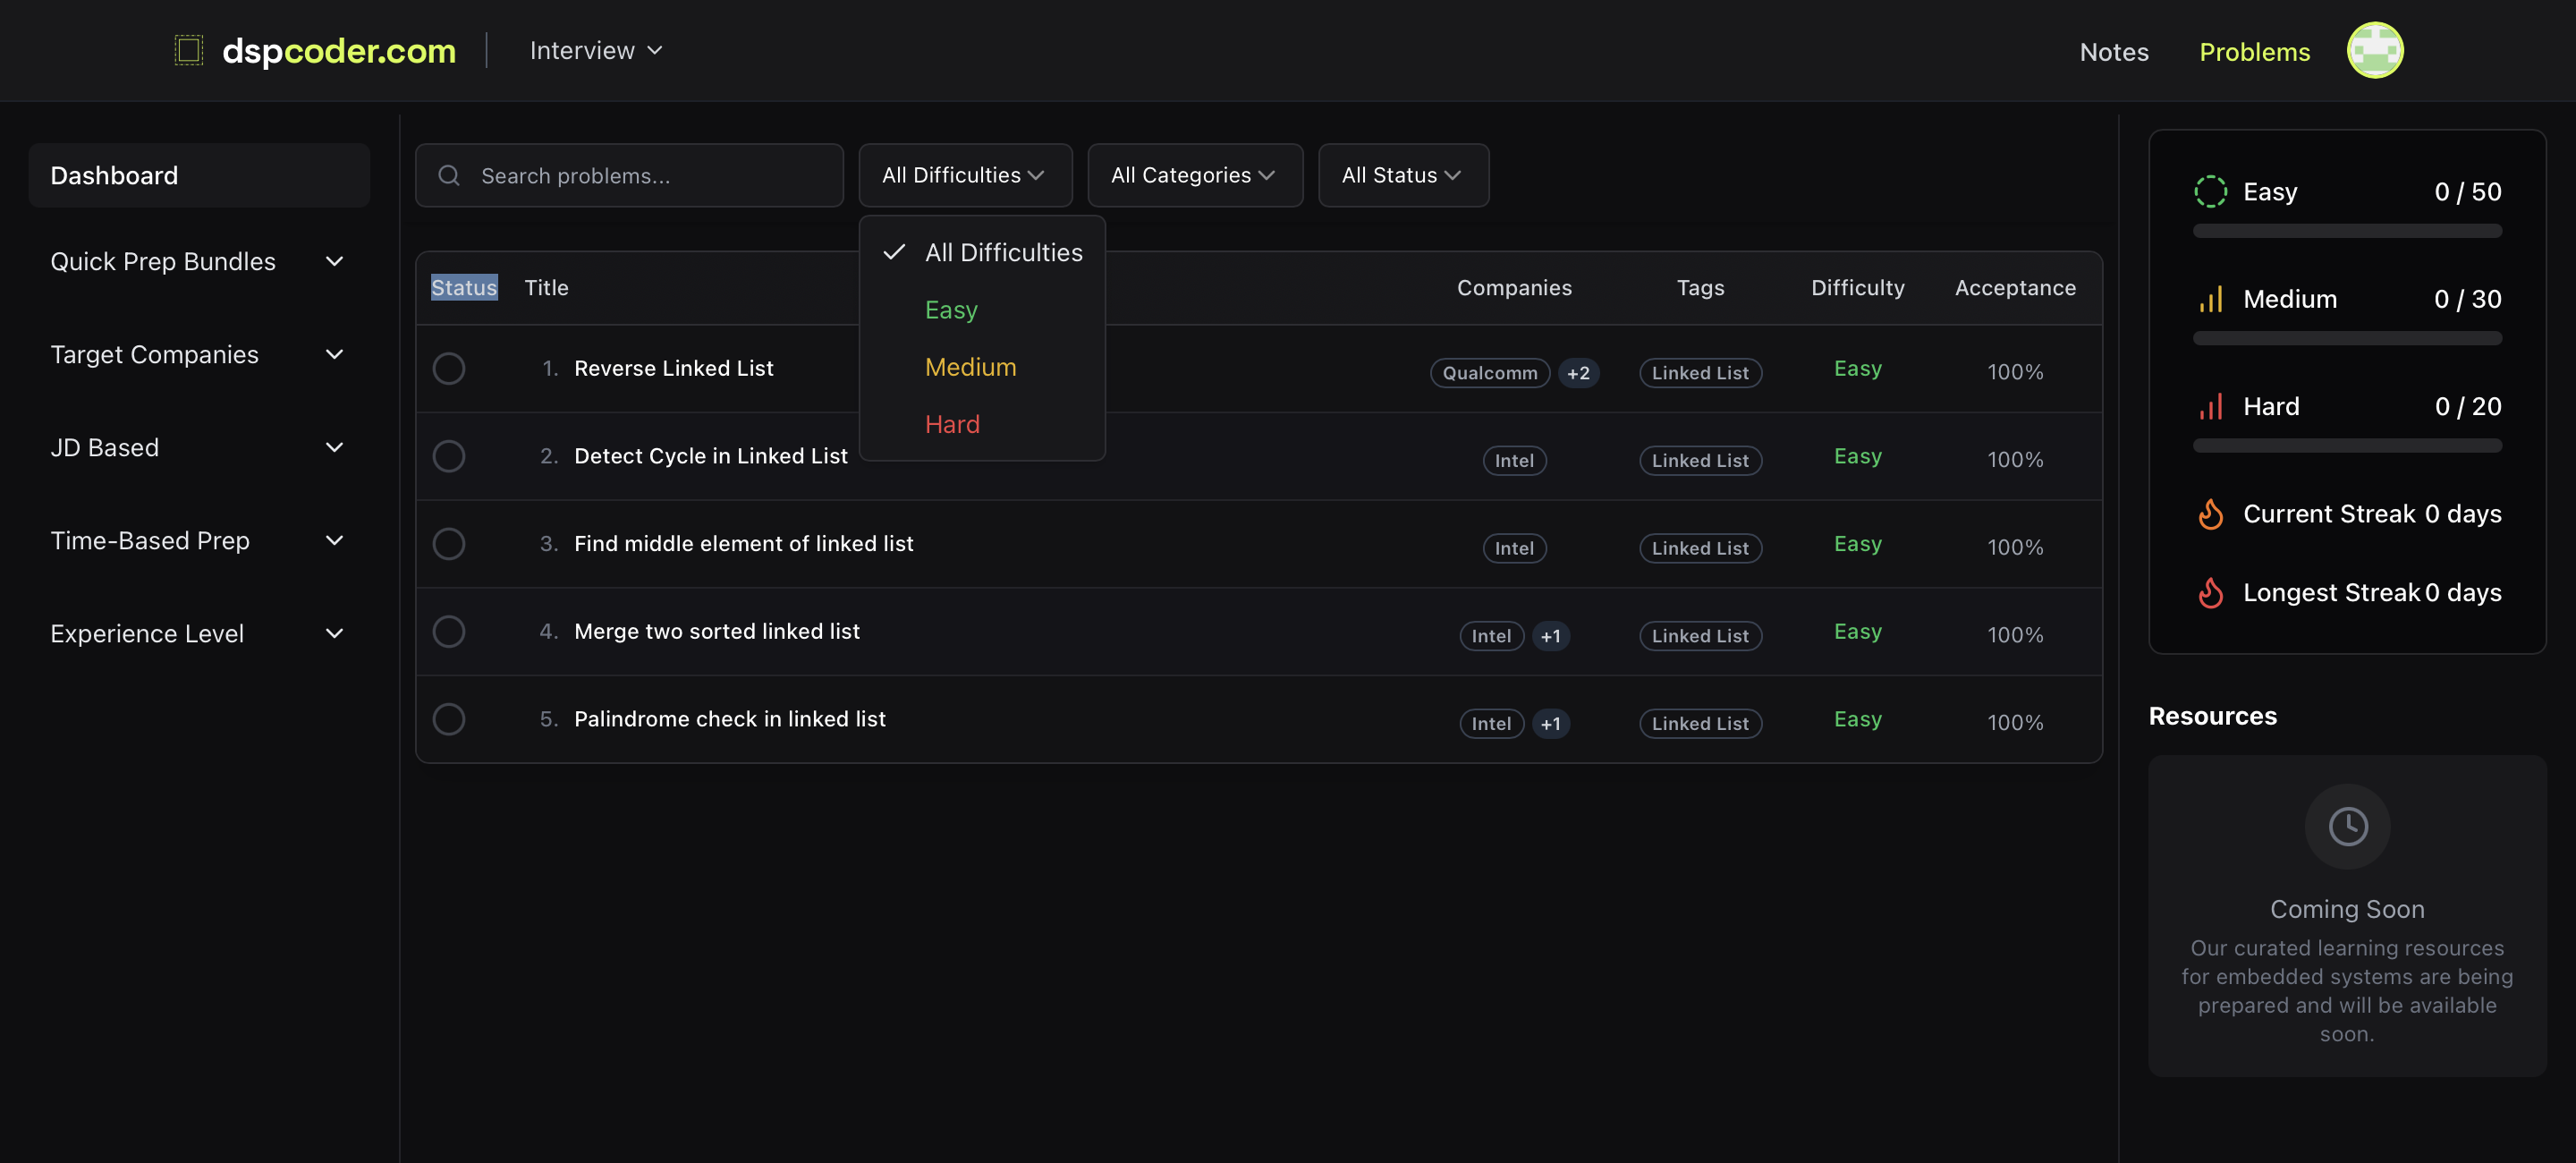 dspcoder.com
Interview
Notes
Problems
Dashboard
Quick Prep Bundles
Target Companies
JD Based
Time-Based Prep
Experience Level
Search problems...
All Difficulties
All Categories
All Status
All Difficulties
Easy
Medium
Hard
Status Title Companies Tags Difficulty Acceptance
1. Reverse Linked List Qualcomm +2 Linked List Easy 100%
2. Detect Cycle in Linked List Intel Linked List Easy 100%
3. Find middle element of linked list Intel Linked List Easy 100%
4. Merge two sorted linked list Intel +1 Linked List Easy 100%
5. Palindrome check in linked list Intel +1 Linked List Easy 100%
Easy 0 / 50
Medium 0 / 30
Hard 0 / 20
Current Streak 0 days
Longest Streak 0 days
Resources
Coming Soon
Our curated learning resources
for embedded systems are being
prepared and will be available
soon.